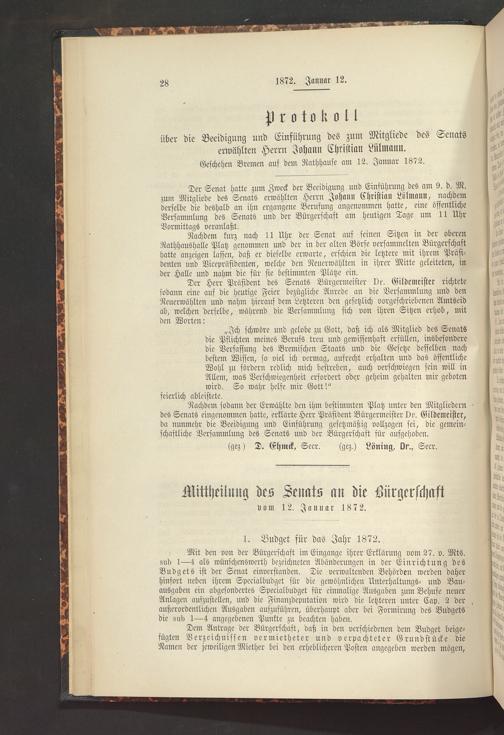 28
1872. Januar 12.
Protokoll
über die Beeidigung und Einführung des zum Mitgliede des Senats
erwählten Herrn Johann Christian Lülmann.
Geschehen Bremen auf dem Rathhause am 12. Januar 1872.
Der Senat hatte zum Zweck der Beeidigung und Einführung des am 9. d. M.
zum Mitgliede des Senats erwählten Herrn Johann Christian Lülmann, nachdem
derselbe die deshalb an ihn ergangene Berufung angenommen hatte, eine öffentliche
Versammlung des Senats und der Bürgerschaft am heutigen Tage um 11 Uhr
Vormittags veranlaßt.
Nachdem kurz nach 11 Uhr der Senat auf seinen Sitzen in der oberen
Rathhaushalle Platz genommen und der in der alten Börse versammelten Bürgerschaft
hatte anzeigen lassen, daß er dieselbe erwarte, erschien die letztere mit ihrem Präsi-
denten und Vicepräsidenten, welche den Neuerwählten in ihrer Mitte geleiteten, in
der Halle und nahm die für sie bestimmten Plätze ein.
Der Herr Präsident des Senats Bürgermeister Dr. Gildemeister richtete
sodann eine auf die heutige Feier bezügliche Anrede an die Versammlung und den
Neuerwählten und nahm hierauf dem Letzteren den gesetzlich vorgeschriebenen Amtseid
ab, welchen derselbe, während die Versammlung sich von ihren Sitzen erhob, mit
den Worten:
„Ich schwöre und gelobe zu Gott, daß ich als Mitglied des Senats
die Pflichten meines Berufs treu und gewissenhaft erfüllen, insbesondere
die Verfassung des Bremischen Staats und die Gesetze desselben nach
bestem Wissen, so viel ich vermag, aufrecht erhalten und das öffentliche
Wohl zu fördern redlich mich bestreben, auch verschwiegen sein will in
Allem, was Verschwiegenheit erfordert oder geheim gehalten mir geboten
wird. So wahr helfe mir Gott!“
feierlich ableistete.
Nachdem sodann der Erwählte den ihm bestimmten Platz unter den Mitgliedern
des Senats eingenommen hatte, erklärte Herr Präsident Bürgermeister Dr. Gildemeister,
da nunmehr die Beeidigung und Einführung gesetzmäßig vollzogen sei, die gemein-
schaftliche Versammlung des Senats und der Bürgerschaft für aufgehoben.
(gez.) D. Ehmck, Secr. (gez.) Löning, Dr., Secr.
Mittheilung des Senats an die Bürgerschaft
vom 12. Januar 1872.
1. Budget für das Jahr 1872.
Mit den von der Bürgerschaft im Eingange ihrer Erklärung vom 27. v. Mts.
sub 1—4 als wünschenswerth bezeichneten Abänderungen in der Einrichtung des
Budgets ist der Senat einverstanden. Die verwaltenden Behörden werden daher
hinfort neben ihrem Specialbudget für die gewöhnlichen Unterhaltungs- und Bau-
ausgaben ein abgesondertes Specialbudget für einmalige Ausgaben zum Behufe neuer
Anlagen aufzustellen, und die Finanzdeputation wird die letzteren unter Cap. 2 der
außerordentlichen Ausgaben aufzuführen, überhaupt aber bei Formirung des Budgets
die sub 1—4 angegebenen Punkte zu beachten haben.
Dem Antrage der Bürgerschaft, daß in den verschiedenen dem Budget beige-
fügten Verzeichnissen vermietheter und verpachteter Grundstücke die
Namen der jeweiligen Miether bei den erheblicheren Posten angegeben werden mögen,